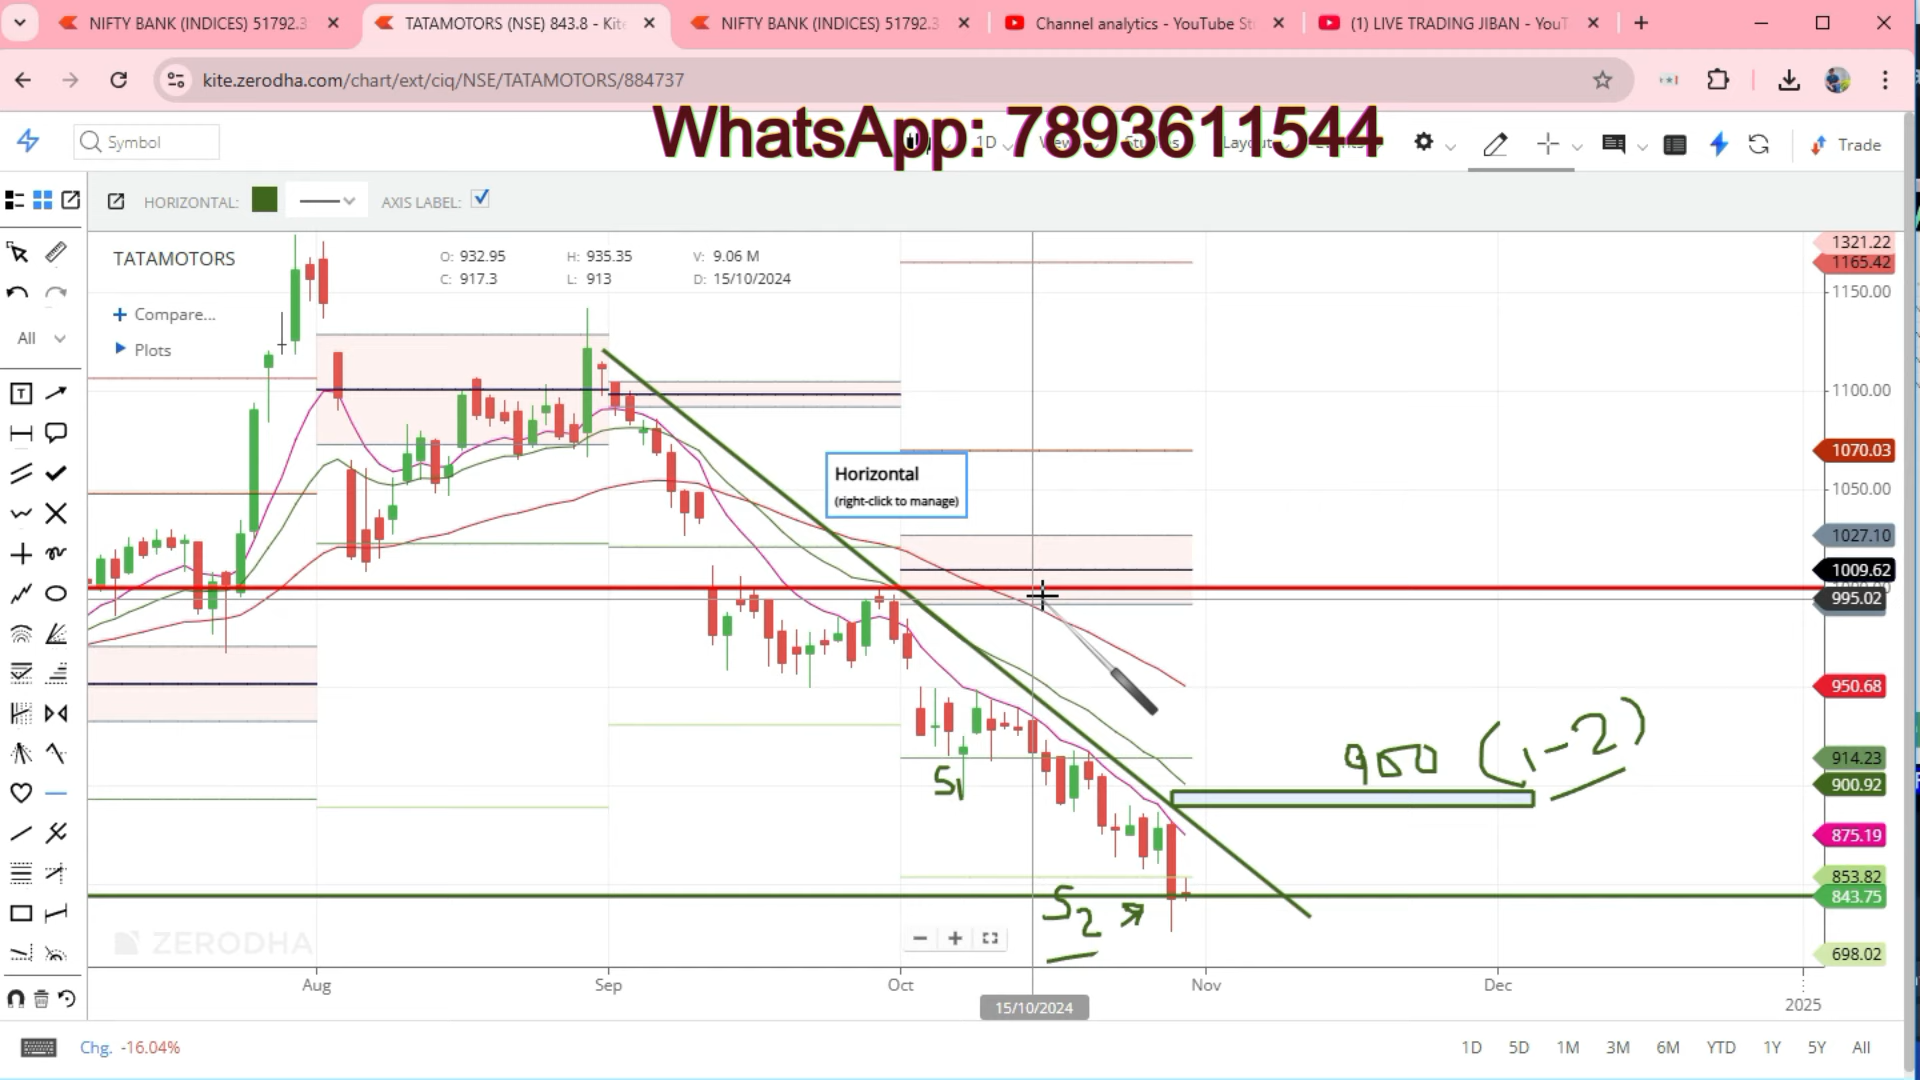 NIFTY BANK (INDICES) 51792.3
TATAMOTORS (NSE) 843.8 - Kite
NIFTY BANK (INDICES) 51792.3
Channel analytics - YouTube St
(1) LIVE TRADING JIBAN - YouT
kite.zerodha.com/chart/ext/ciq/NSE/TATAMOTORS/884737
WhatsApp: 7893611544
Symbol
1D
Trade
HORIZONTAL:
AXIS LABEL:
TATAMOTORS
O: 932.95
H: 935.35
V: 9.06 M
C: 917.3
L: 913
D: 15/10/2024
Compare...
Plots
All
Horizontal
(right-click to manage)
1321.22
1165.42
1150.00
1100.00
1070.03
1050.00
1027.10
1009.62
995.02
950.68
914.23
900.92
875.19
853.82
843.75
698.02
900 (1-2)
S1
S2
ZERODHA
Aug
Sep
Oct
Nov
Dec
2025
15/10/2024
Chg. -16.04%
1D
5D
1M
3M
6M
YTD
1Y
5Y
All